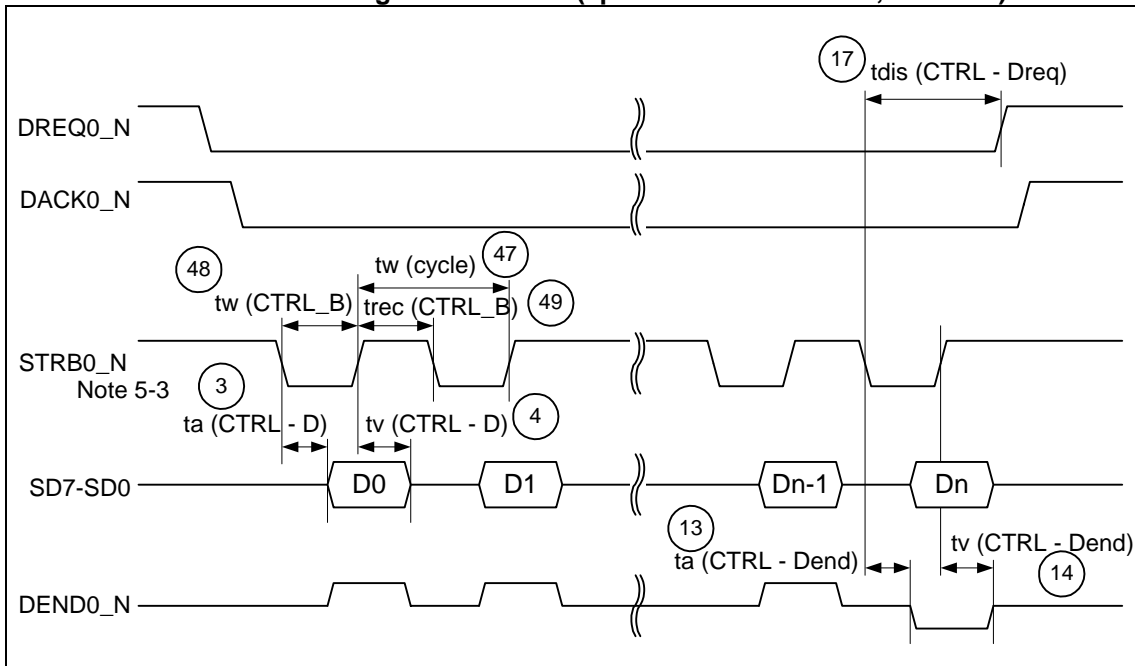 17
tdis (CTRL - Dreq)
DREQ0_N
DACK0_N
48
tw (cycle)
47
tw (CTRL_B)
trec (CTRL_B)
49
STRB0_N
Note 5-3
3
ta (CTRL - D)
tv (CTRL - D)
4
SD7-SD0
D0
D1
Dn-1
Dn
13
ta (CTRL - Dend)
tv (CTRL - Dend)
14
DEND0_N